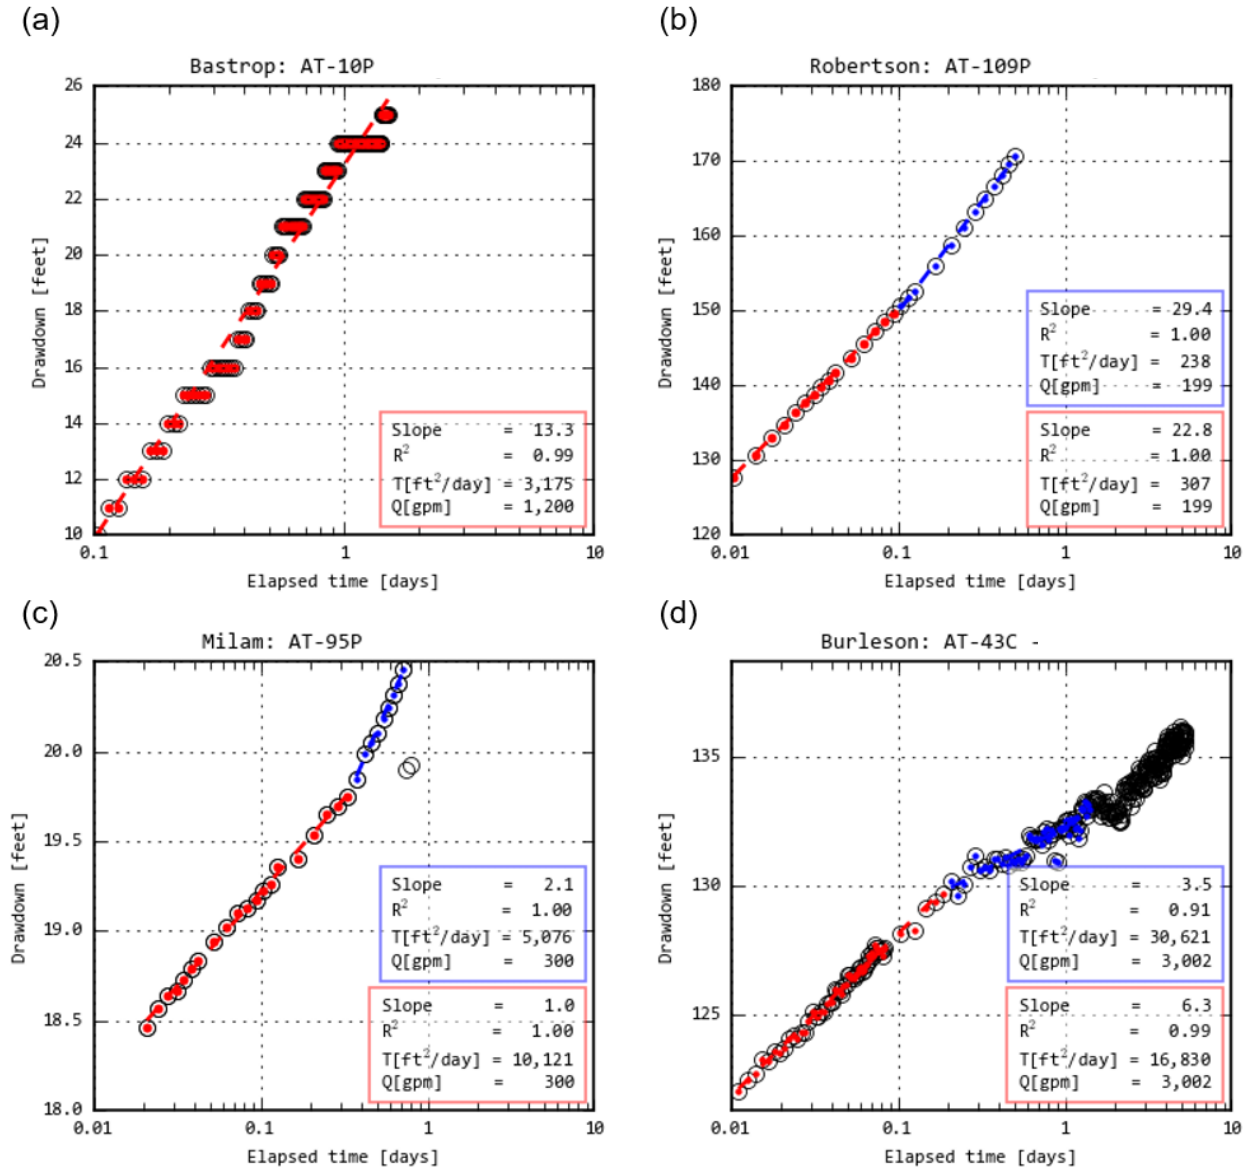 (a)
Bastrop: AT-10P
26
24
22
20
18
16
14
12
10
Drawdown [feet]
0.1
1
10
Elapsed time [days]
Slope = 13.3
R² = 0.99
T[ft²/day] = 3,175
Q[gpm] = 1,200
(b)
Robertson: AT-109P
180
170
160
150
140
130
120
Drawdown [feet]
0.01
0.1
1
10
Elapsed time [days]
Slope = 29.4
R² = 1.00
T[ft²/day] = 238
Q[gpm] = 199
Slope = 22.8
R² = 1.00
T[ft²/day] = 307
Q[gpm] = 199
(c)
Milam: AT-95P
20.5
20.0
19.5
19.0
18.5
18.0
Drawdown [feet]
0.01
0.1
1
10
Elapsed time [days]
Slope = 2.1
R² = 1.00
T[ft²/day] = 5,076
Q[gpm] = 300
Slope = 1.0
R² = 1.00
T[ft²/day] = 10,121
Q[gpm] = 300
(d)
Burleson: AT-43C -
135
130
125
Drawdown [feet]
0.01
0.1
1
10
Elapsed time [days]
Slope = 3.5
R² = 0.91
T[ft²/day] = 30,621
Q[gpm] = 3,002
Slope = 6.3
R² = 0.99
T[ft²/day] = 16,830
Q[gpm] = 3,002